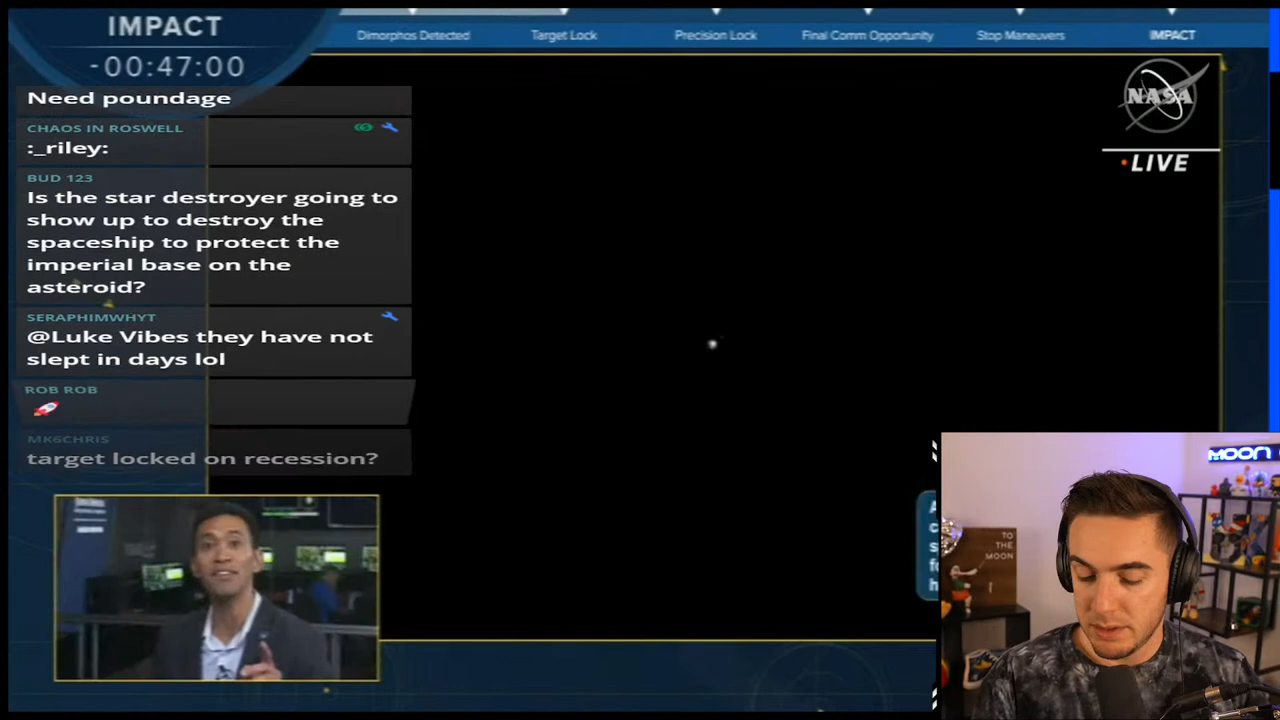 IMPACT
-00:47:00
Dimorphos Detected
Target Lock
Precision Lock
Final Comm Opportunity
Stop Maneuvers
IMPACT
NASA
LIVE
Need poundage
CHAOS IN ROSWELL
:_riley:
BUD 123
Is the star destroyer going to
show up to destroy the
spaceship to protect the
imperial base on the
asteroid?
SERAPHIMWHYT
@Luke Vibes they have not
slept in days lol
ROB ROB
🚀
MK6CHRIS
target locked on recession?
MOON
TO
THE
MOON